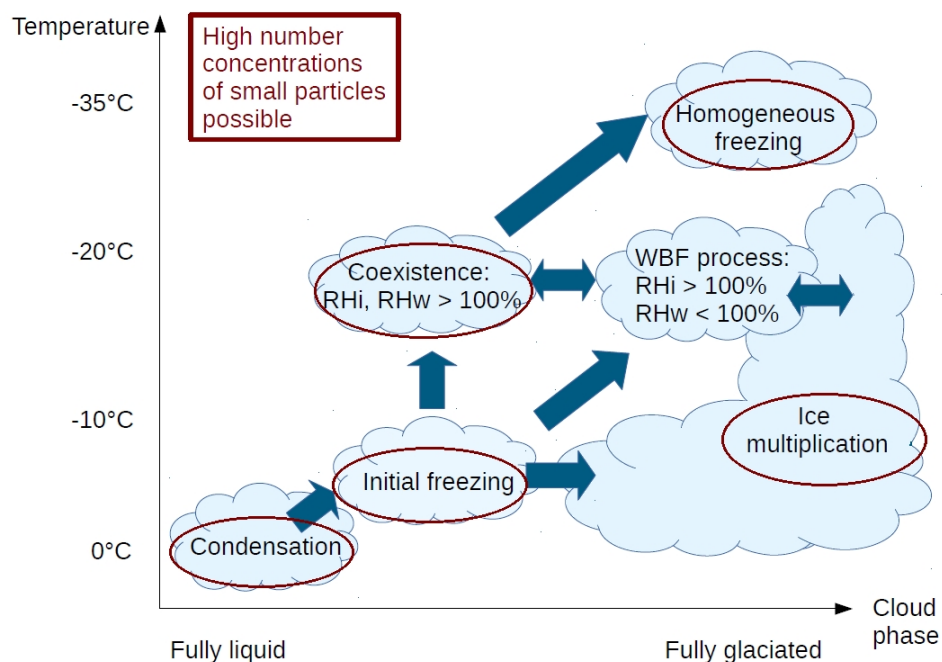 Temperature
High number
concentrations
of small particles
possible
-35°C
Homogeneous
freezing
-20°C
Coexistence:
RHi, RHw > 100%
WBF process:
RHi > 100%
RHw < 100%
-10°C
Ice
multiplication
Initial freezing
0°C
Condensation
Cloud
phase
Fully liquid
Fully glaciated